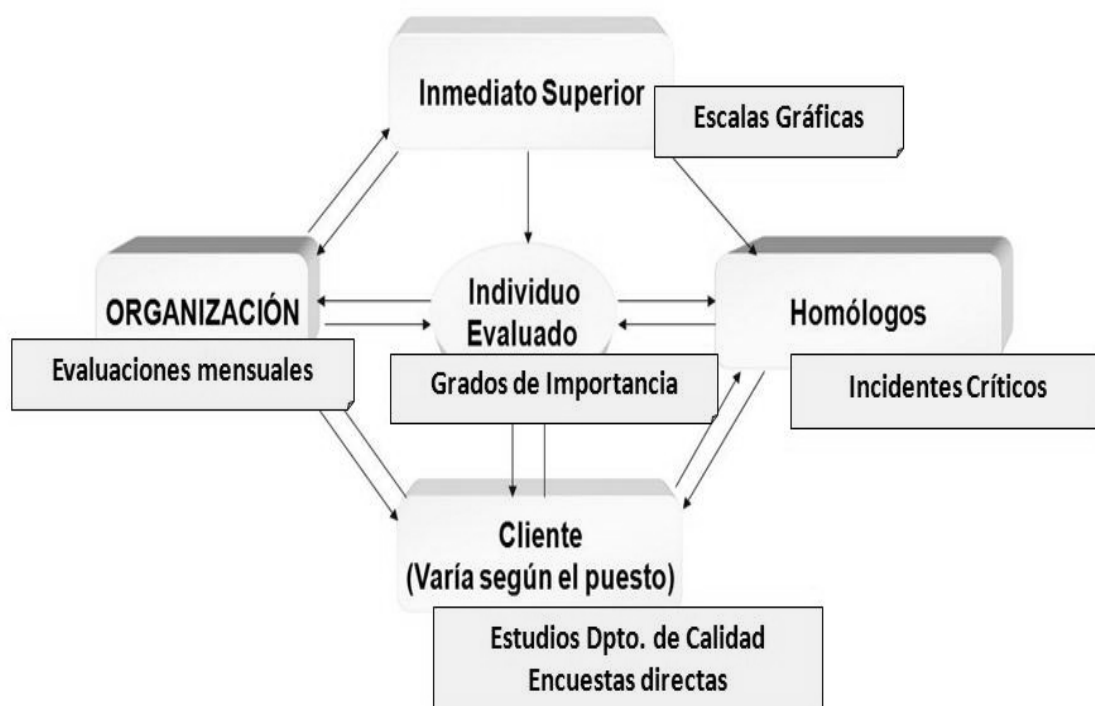 Inmediato Superior
Escalas Gráficas
ORGANIZACIÓN
Evaluaciones mensuales
Individuo
Evaluado
Grados de Importancia
Homólogos
Incidentes Críticos
Cliente
(Varía según el puesto)
Estudios Dpto. de Calidad
Encuestas directas